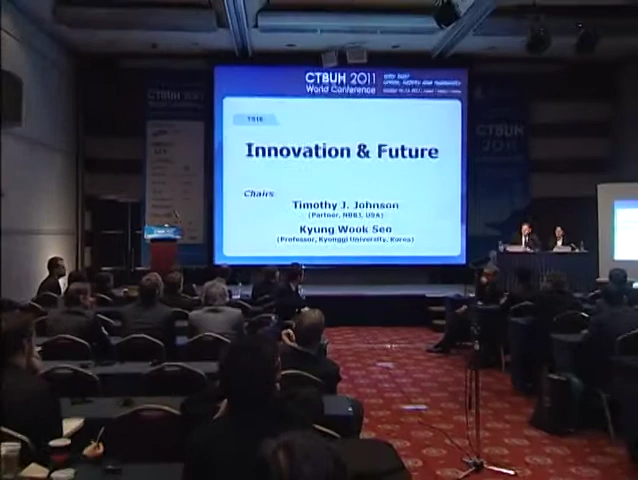 CTBUH 2011
World Conference
TS16
Innovation & Future
Chairs
Timothy J. Johnson
(Partner, NBBJ, USA)
Kyung Wook Seo
(Professor, Kyonggi University, Korea)
CTBUH